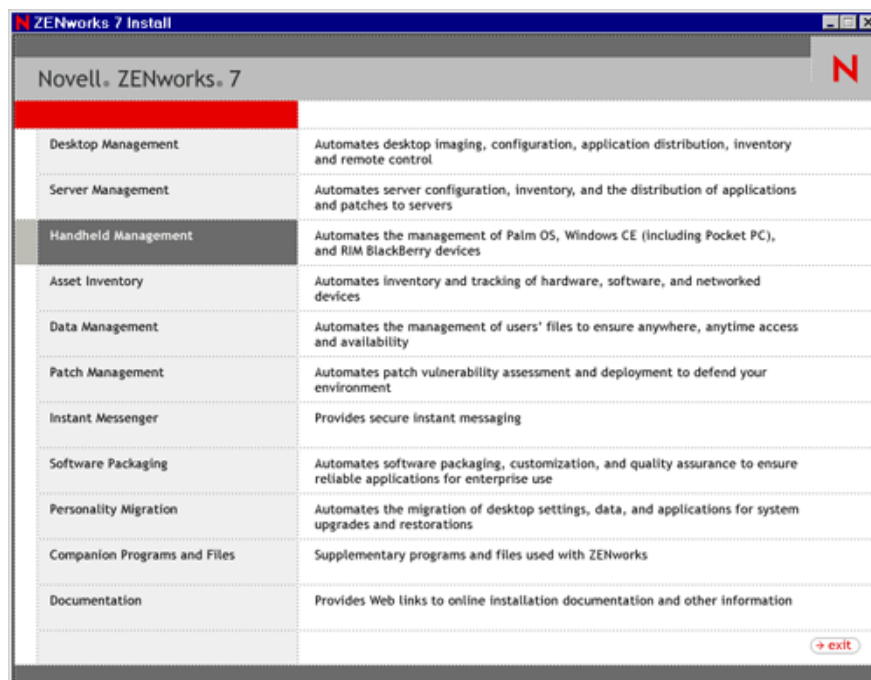 N ZENworks 7 Install
Novell® ZENworks® 7
N
Desktop Management
Automates desktop imaging, configuration, application distribution, inventory
and remote control
Server Management
Automates server configuration, inventory, and the distribution of applications
and patches to servers
Handheld Management
Automates the management of Palm OS, Windows CE (including Pocket PC),
and RIM BlackBerry devices
Asset Inventory
Automates inventory and tracking of hardware, software, and networked
devices
Data Management
Automates the management of users' files to ensure anywhere, anytime access
and availability
Patch Management
Automates patch vulnerability assessment and deployment to defend your
environment
Instant Messenger
Provides secure instant messaging
Software Packaging
Automates software packaging, customization, and quality assurance to ensure
reliable applications for enterprise use
Personality Migration
Automates the migration of desktop settings, data, and applications for system
upgrades and restorations
Companion Programs and Files
Supplementary programs and files used with ZENworks
Documentation
Provides Web links to online installation documentation and other information
exit